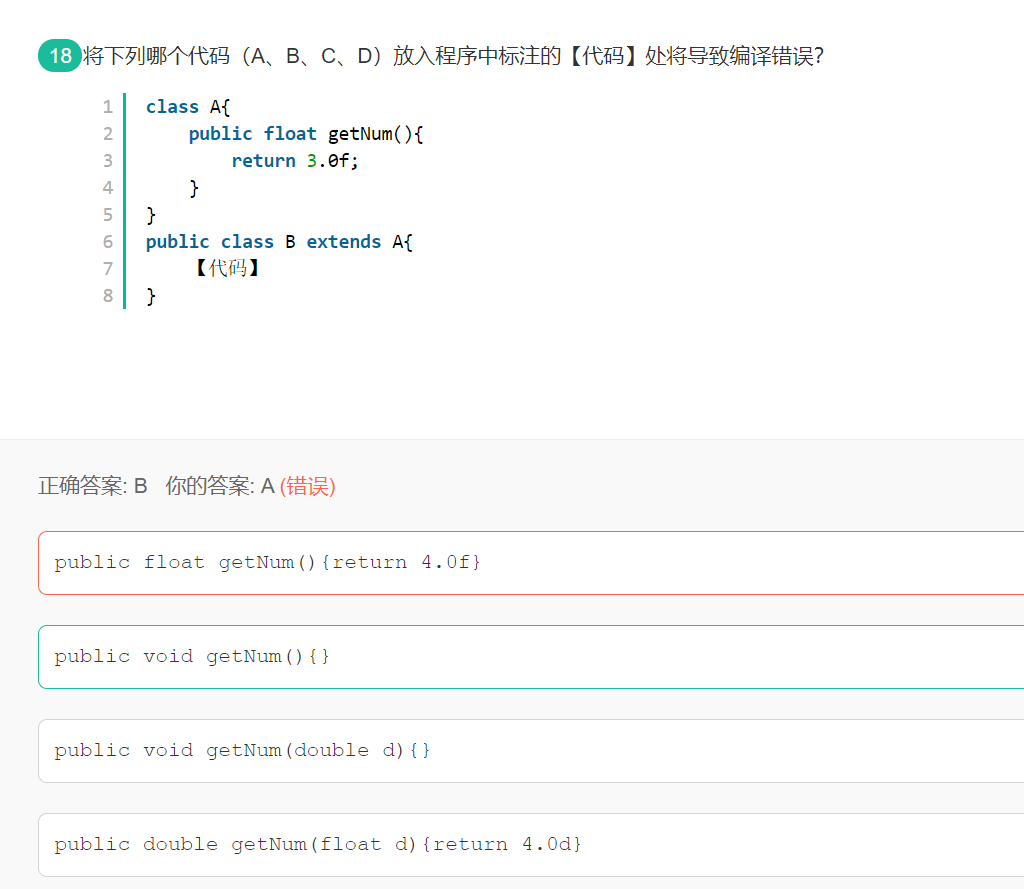 18 将下列哪个代码（A、B、C、D）放入程序中标注的【代码】处将导致编译错误?
1 class A{
2     public float getNum(){
3         return 3.0f;
4     }
5 }
6 public class B extends A{
7     【代码】
8 }
正确答案: B 你的答案: A (错误)
public float getNum(){return 4.0f}
public void getNum(){}
public void getNum(double d){}
public double getNum(float d){return 4.0d}